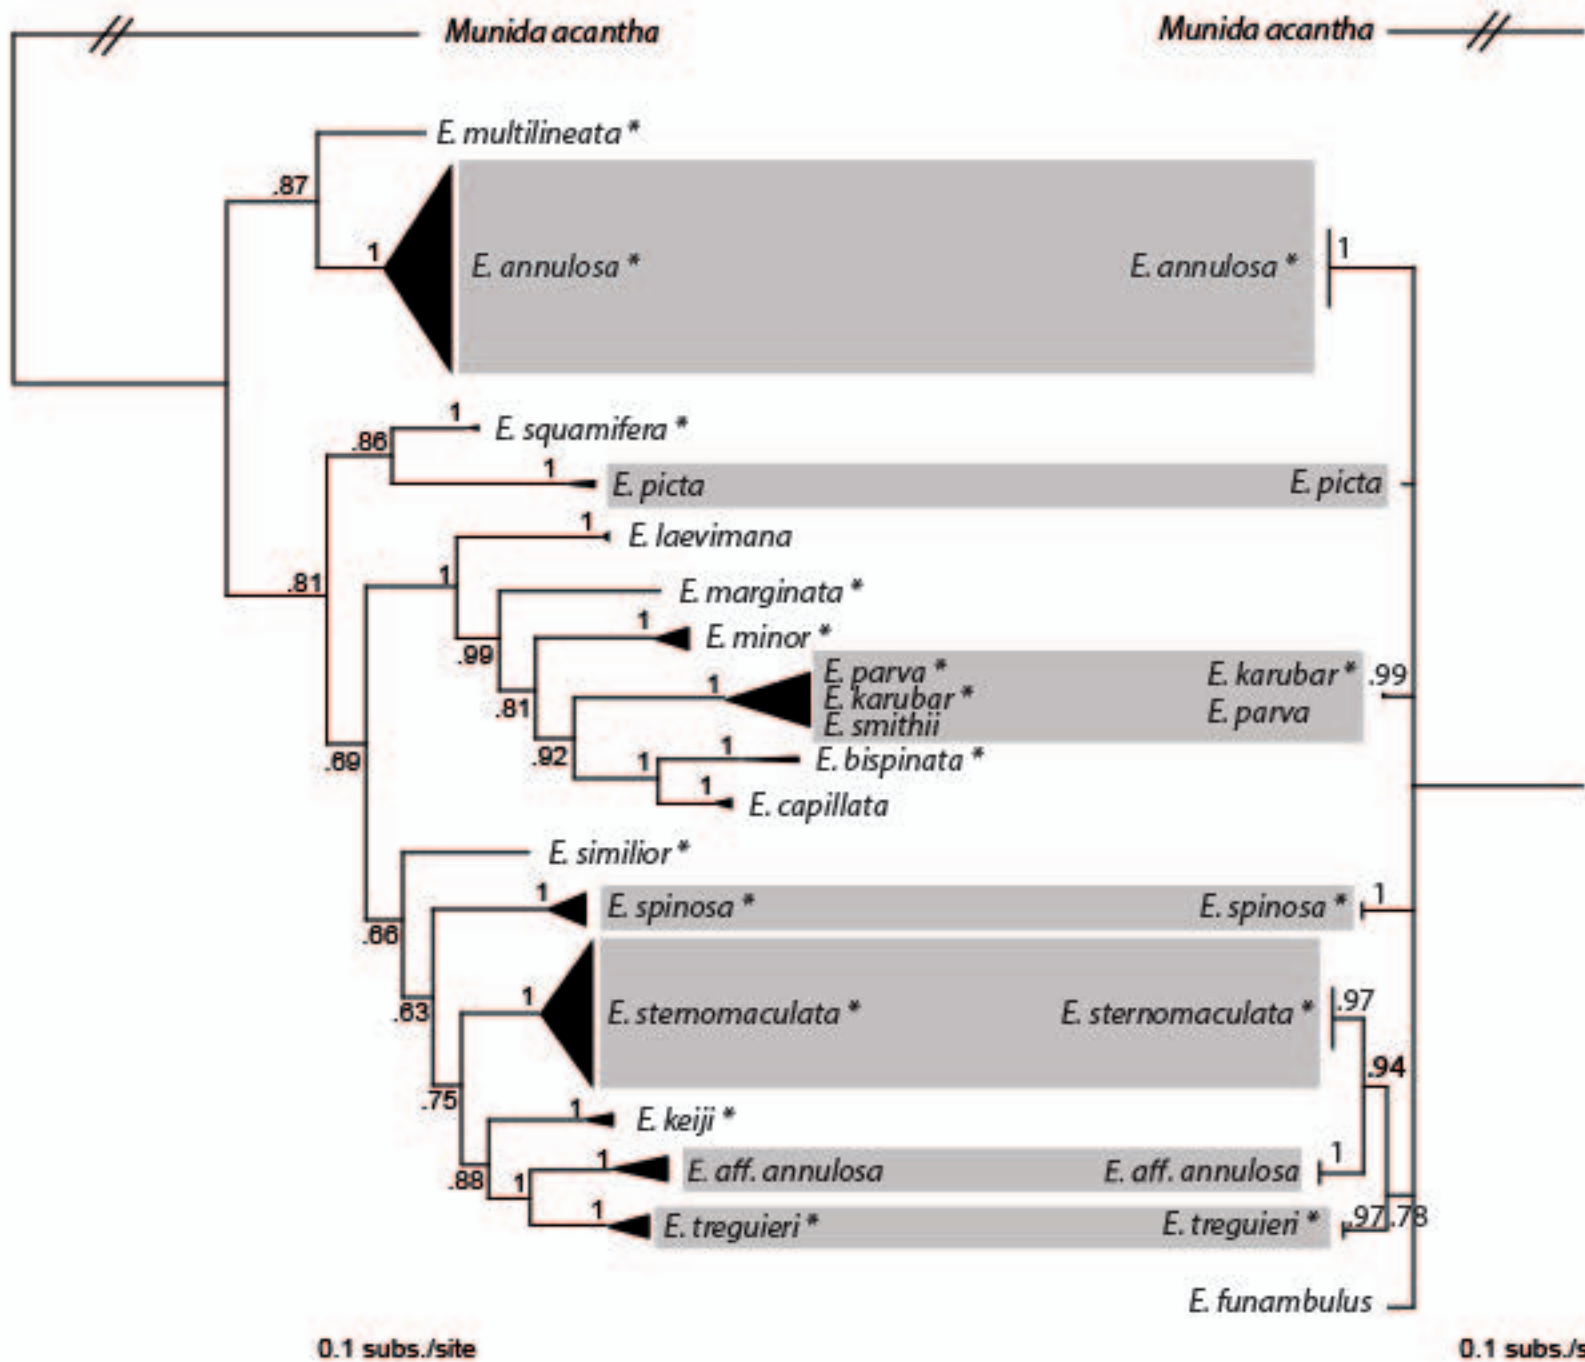 Munida acantha Munida acantha
E. multilineata *
.87
1 E. annulosa * E. annulosa * 1
1 E. squamifera *
.86
1 E. picta E. picta
1 E. laevimana
.81 1
E. marginata *
1 E. minor *
.99
1 E. parva * E. karubar * .99
E. karubar * E. parva
E. smithii
.81
.69 .92 1 1 E. bispinata *
1 E. capillata
E. similior *
1 E. spinosa * E. spinosa * 1
.66
1 E. sternomaculata * E. sternomaculata * .97
.63
.94
.75
1 E. keiji *
1 E. aff. annulosa E. aff. annulosa 1
.88 1
1 E. treguieri * E. treguieri * .97 .78
E. funambulus
0.1 subs./site 0.1 subs./s